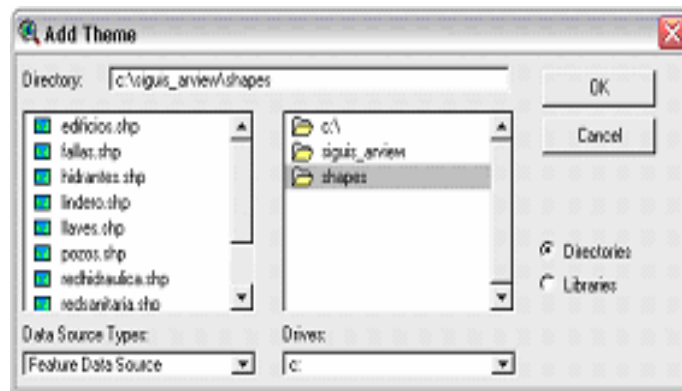 Add Theme
Directory: c:\siguis_arview\shapes
OK
Cancel
edificios.shp
fallas.shp
hidrantes.shp
lindero.shp
llaves.shp
pozos.shp
redhidraulica.shp
redsanitaria.shp
c:\
siguis_arview
shapes
Directories
Libraries
Data Source Types:
Feature Data Source
Drives:
c: